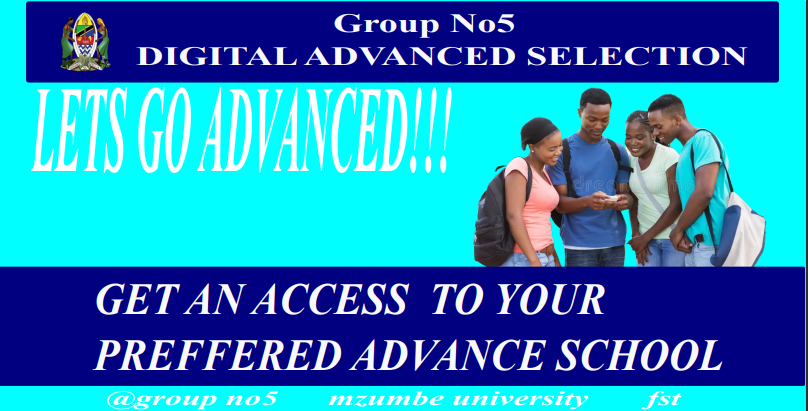 Group No5
DIGITAL ADVANCED SELECTION
LETS GO ADVANCED!!!
GET AN ACCESS TO YOUR
PREFFERED ADVANCE SCHOOL
@group no5 mzumbe university fst